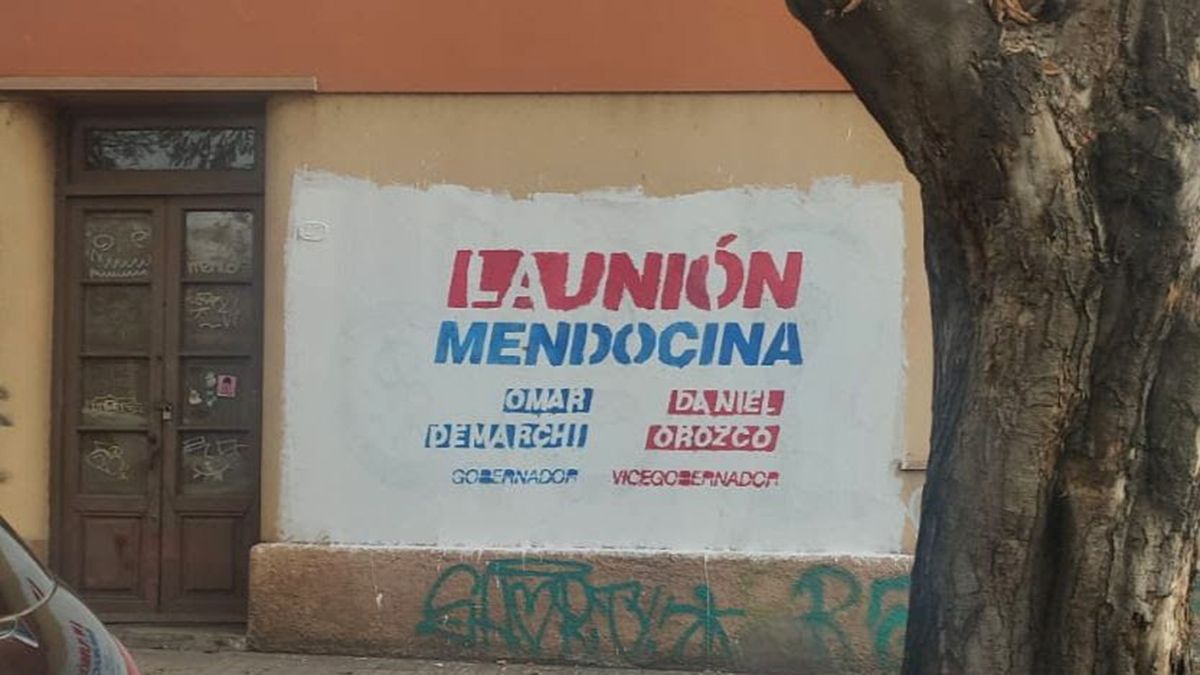 LA UNIÓN
MENDOCINA
OMAR
DEMARCHI
GOBERNADOR
DANIEL
OROZCO
VICEGOBERNADOR